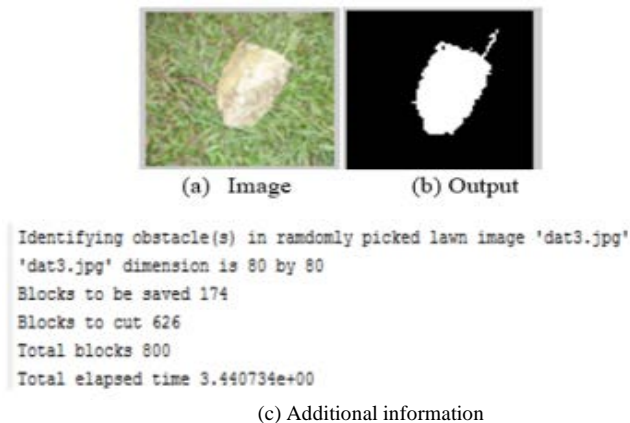 (a) Image
(b) Output
Identifying obstacle(s) in ramdomly picked lawn image 'dat3.jpg'
'dat3.jpg' dimension is 80 by 80
Blocks to be saved 174
Blocks to cut 626
Total blocks 800
Total elapsed time 3.440734e+00
(c) Additional information